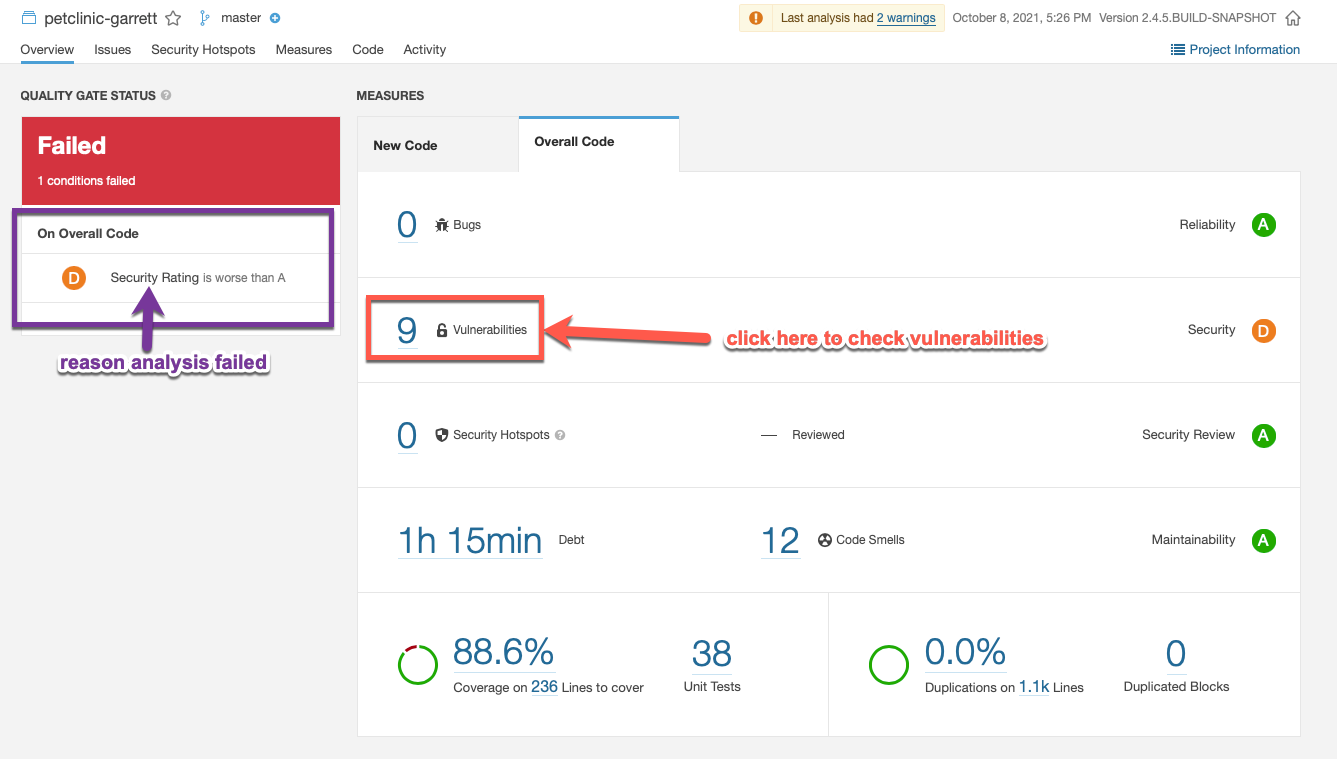 petclinic-garrett master
Last analysis had 2 warnings October 8, 2021, 5:26 PM Version 2.4.5.BUILD-SNAPSHOT
Overview Issues Security Hotspots Measures Code Activity
Project Information
QUALITY GATE STATUS ?
Failed
1 conditions failed
On Overall Code
D Security Rating is worse than A
reason analysis failed
MEASURES
New Code Overall Code
0 Bugs Reliability A
9 Vulnerabilities click here to check vulnerabilities Security D
0 Security Hotspots ? — Reviewed Security Review A
1h 15min Debt 12 Code Smells Maintainability A
88.6% 38 0.0% 0
Coverage on 236 Lines to cover Unit Tests Duplications on 1.1k Lines Duplicated Blocks